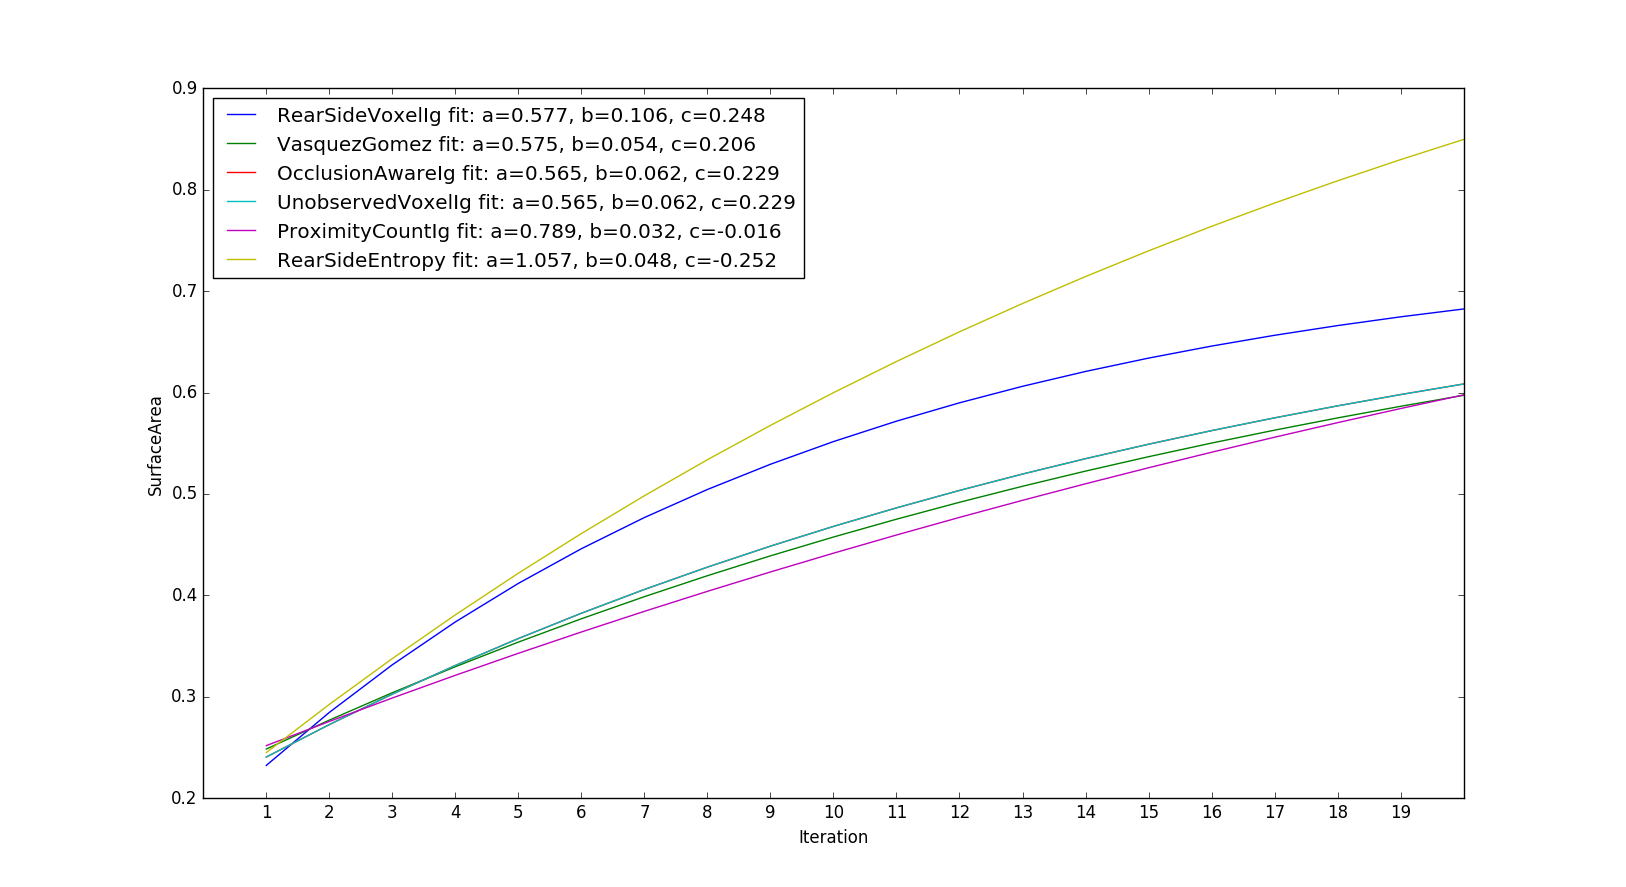 0.9
0.8
0.7
0.6
0.5
0.4
0.3
0.2
SurfaceArea
RearSideVoxelIg fit: a=0.577, b=0.106, c=0.248
VasquezGomez fit: a=0.575, b=0.054, c=0.206
OcclusionAwareIg fit: a=0.565, b=0.062, c=0.229
UnobservedVoxelIg fit: a=0.565, b=0.062, c=0.229
ProximityCountIg fit: a=0.789, b=0.032, c=-0.016
RearSideEntropy fit: a=1.057, b=0.048, c=-0.252
1 2 3 4 5 6 7 8 9 10 11 12 13 14 15 16 17 18 19
Iteration